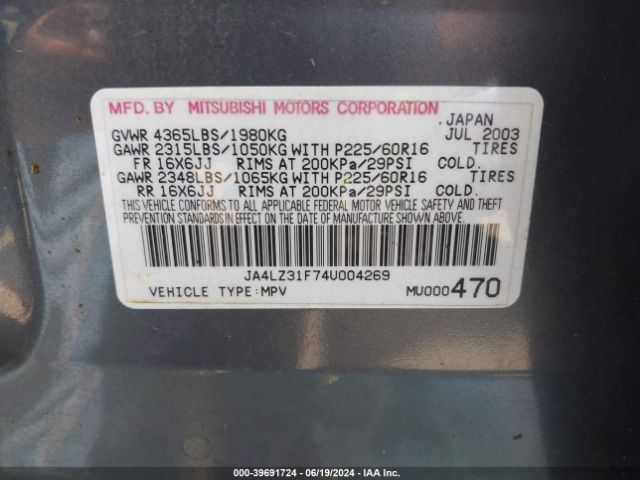 MFD. BY MITSUBISHI MOTORS CORPORATION
. JAPAN
GVWR 4365LBS/1980KG JUL 2003
GAWR 2315LBS/1050KG WITH P225/60R16 TIRES
FR 16X6JJ RIMS AT 200KPa/29PSI COLD.
GAWR 2348LBS/1065KG WITH P225/60R16 TIRES
RR 16X6JJ RIMS AT 200KPa/29PSI COLD.
THIS VEHICLE CONFORMS TO ALL APPLICABLE FEDERAL MOTOR VEHICLE SAFETY AND THEFT
PREVENTION STANDARDS IN EFFECT ON THE DATE OF MANUFACTURE SHOWN ABOVE.
JA4LZ31F74U004269
VEHICLE TYPE:MPV MU000470
Stock: 39691724 / 06/19/2024 / IAA Inc.